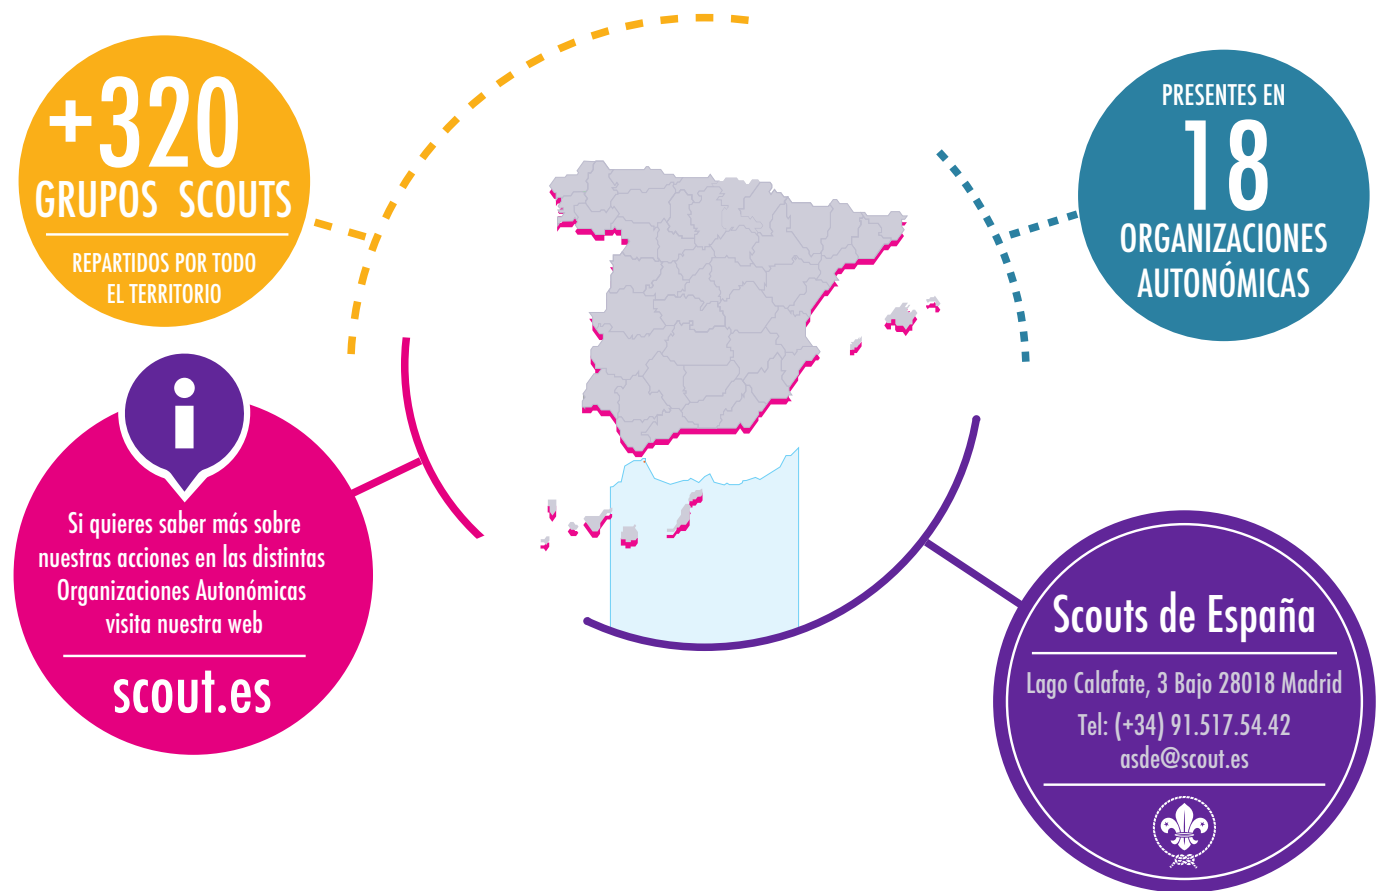 +320
GRUPOS SCOUTS
REPARTIDOS POR TODO
EL TERRITORIO
PRESENTES EN
18
ORGANIZACIONES
AUTONÓMICAS
i
Si quieres saber más sobre
nuestras acciones en las distintas
Organizaciones Autonómicas
visita nuestra web
scout.es
Scouts de España
Lago Calafate, 3 Bajo 28018 Madrid
Tel: (+34) 91.517.54.42
asde@scout.es